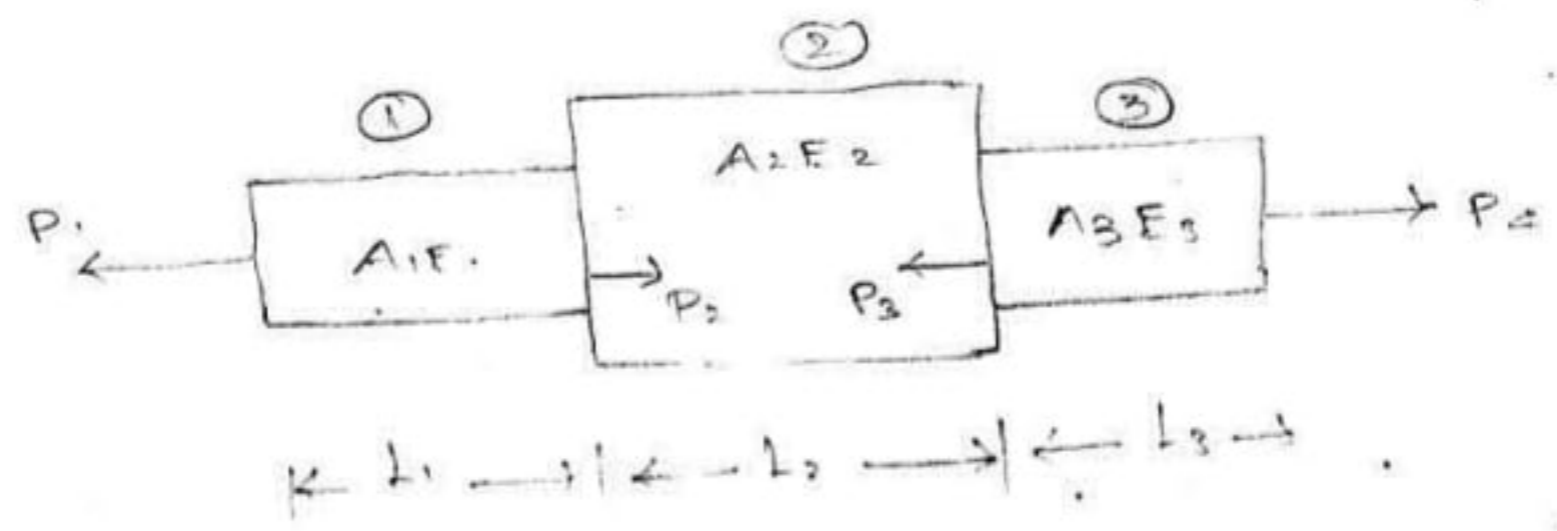 ②
① ③
A₂E₂
P₁ A₁E₁ A₃E₃ P₄
P₂ P₃
L₁ L₂ L₃